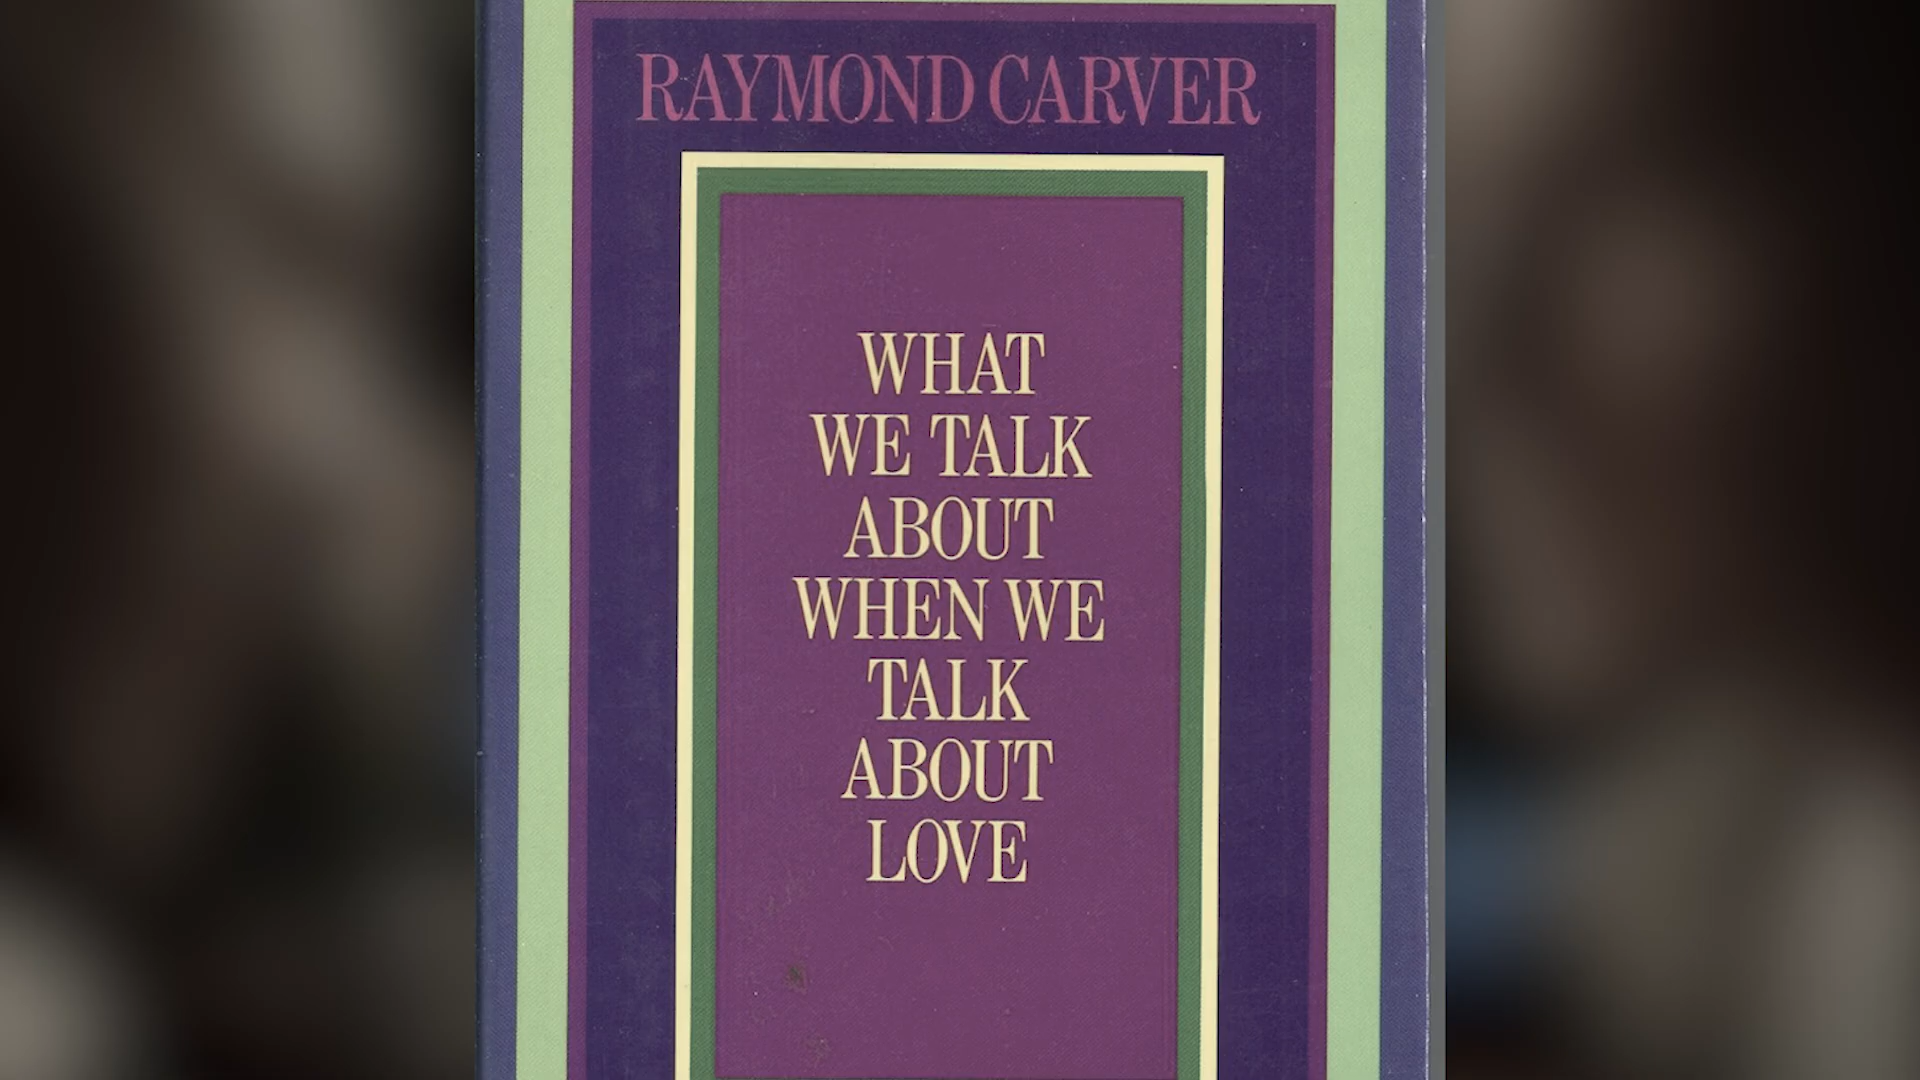 RAYMOND CARVER
WHAT
WE TALK
ABOUT
WHEN WE
TALK
ABOUT
LOVE